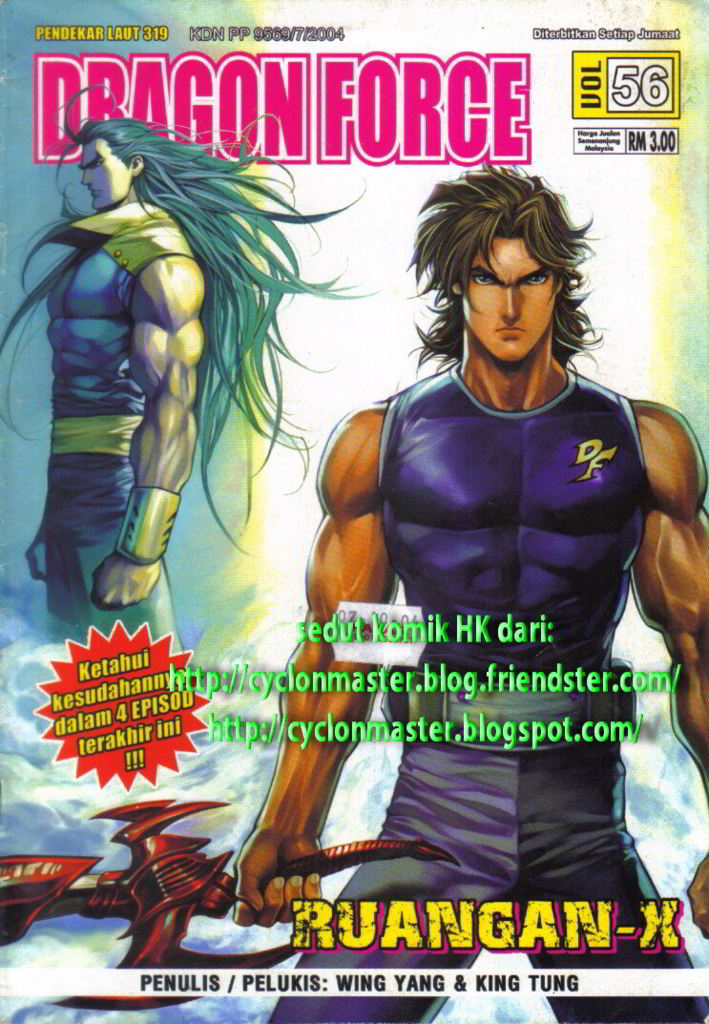 PENDEKAR LAUT 319
KDN PP 9569/7/2004
Diterbitkan Setiap Jumaat
DRAGON FORCE
VOL 56
Harga Jualan
Semenanjung
Malaysia
RM 3.00
DF
sedut komik HK dari:
http://cyclonmaster.blog.friendster.com/
http://cyclonmaster.blogspot.com/
Ketahui
kesudahannya
dalam 4 EPISOD
terakhir ini
!!!
RUANGAN-X
PENULIS / PELUKIS: WING YANG & KING TUNG